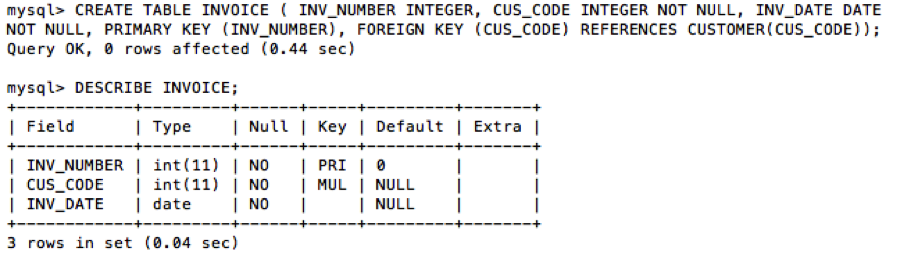 mysql> CREATE TABLE INVOICE ( INV_NUMBER INTEGER, CUS_CODE INTEGER NOT NULL, INV_DATE DATE
NOT NULL, PRIMARY KEY (INV_NUMBER), FOREIGN KEY (CUS_CODE) REFERENCES CUSTOMER(CUS_CODE));
Query OK, 0 rows affected (0.44 sec)

mysql> DESCRIBE INVOICE;
+------------+---------+------+-----+---------+-------+
| Field      | Type    | Null | Key | Default | Extra |
+------------+---------+------+-----+---------+-------+
| INV_NUMBER | int(11) | NO   | PRI | 0       |       |
| CUS_CODE   | int(11) | NO   | MUL | NULL    |       |
| INV_DATE   | date    | NO   |     | NULL    |       |
+------------+---------+------+-----+---------+-------+
3 rows in set (0.04 sec)